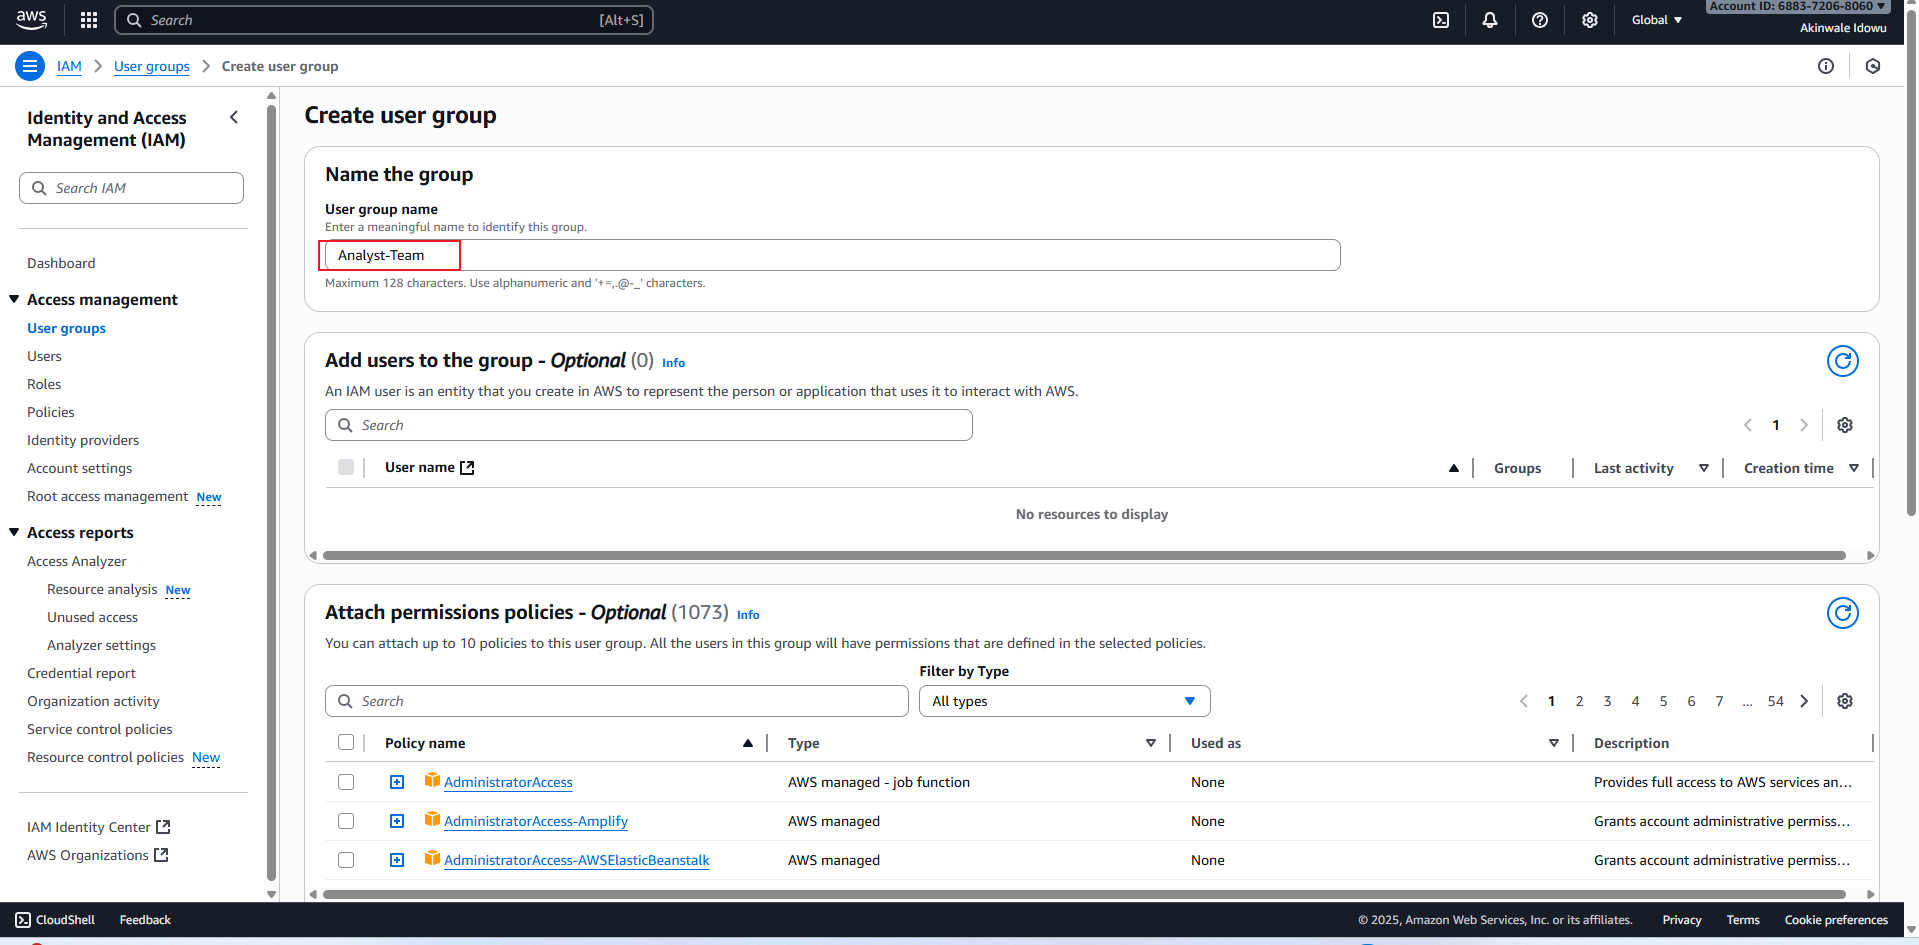 aws
Search
[Alt+S]
Global
Account ID: 6883-7206-8060
Akinwale Idowu
IAM
User groups
Create user group
Identity and Access
Management (IAM)
Search IAM
Dashboard
Access management
User groups
Users
Roles
Policies
Identity providers
Account settings
Root access management New
Access reports
Access Analyzer
Resource analysis New
Unused access
Analyzer settings
Credential report
Organization activity
Service control policies
Resource control policies New
IAM Identity Center
AWS Organizations
Create user group
Name the group
User group name
Enter a meaningful name to identify this group.
Analyst-Team
Maximum 128 characters. Use alphanumeric and '+=,.@-_' characters.
Add users to the group - Optional (0) Info
An IAM user is an entity that you create in AWS to represent the person or application that uses it to interact with AWS.
Search
1
User name Groups Last activity Creation time
No resources to display
Attach permissions policies - Optional (1073) Info
You can attach up to 10 policies to this user group. All the users in this group will have permissions that are defined in the selected policies.
Filter by Type
Search All types 1 2 3 4 5 6 7 ... 54
Policy name Type Used as Description
AdministratorAccess AWS managed - job function None Provides full access to AWS services an...
AdministratorAccess-Amplify AWS managed None Grants account administrative permiss...
AdministratorAccess-AWSElasticBeanstalk AWS managed None Grants account administrative permiss...
CloudShell Feedback © 2025, Amazon Web Services, Inc. or its affiliates. Privacy Terms Cookie preferences